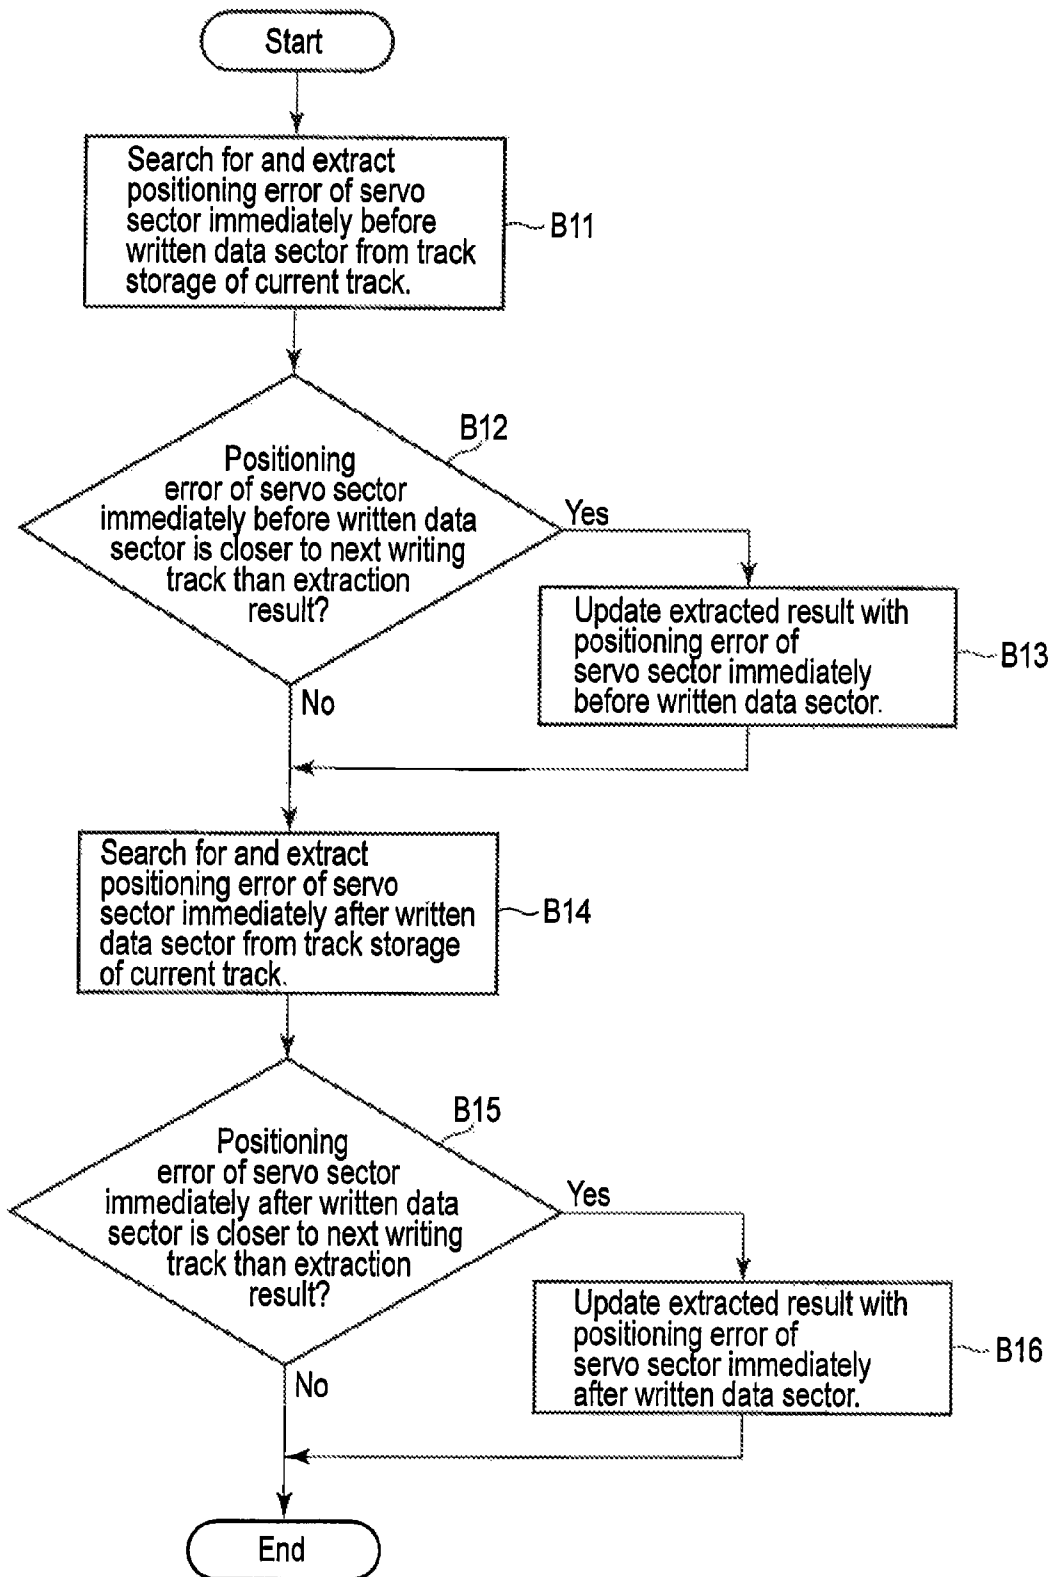 Start
Search for and extract
positioning error of servo
sector immediately before
written data sector from track
storage of current track.
B11
B12
Positioning
error of servo sector
immediately before written data
sector is closer to next writing
track than extraction
result?
Yes
No
Update extracted result with
positioning error of
servo sector immediately
before written data sector.
B13
Search for and extract
positioning error of servo
sector immediately after written
data sector from track storage
of current track.
B14
B15
Positioning
error of servo sector
immediately after written data
sector is closer to next writing
track than extraction
result?
Yes
No
Update extracted result with
positioning error of
servo sector immediately
after written data sector.
B16
End